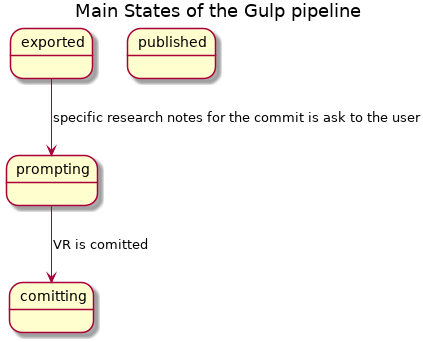 Main States of the Gulp pipeline
exported
published
specific research notes for the commit is ask to the user
prompting
VR is comitted
comitting